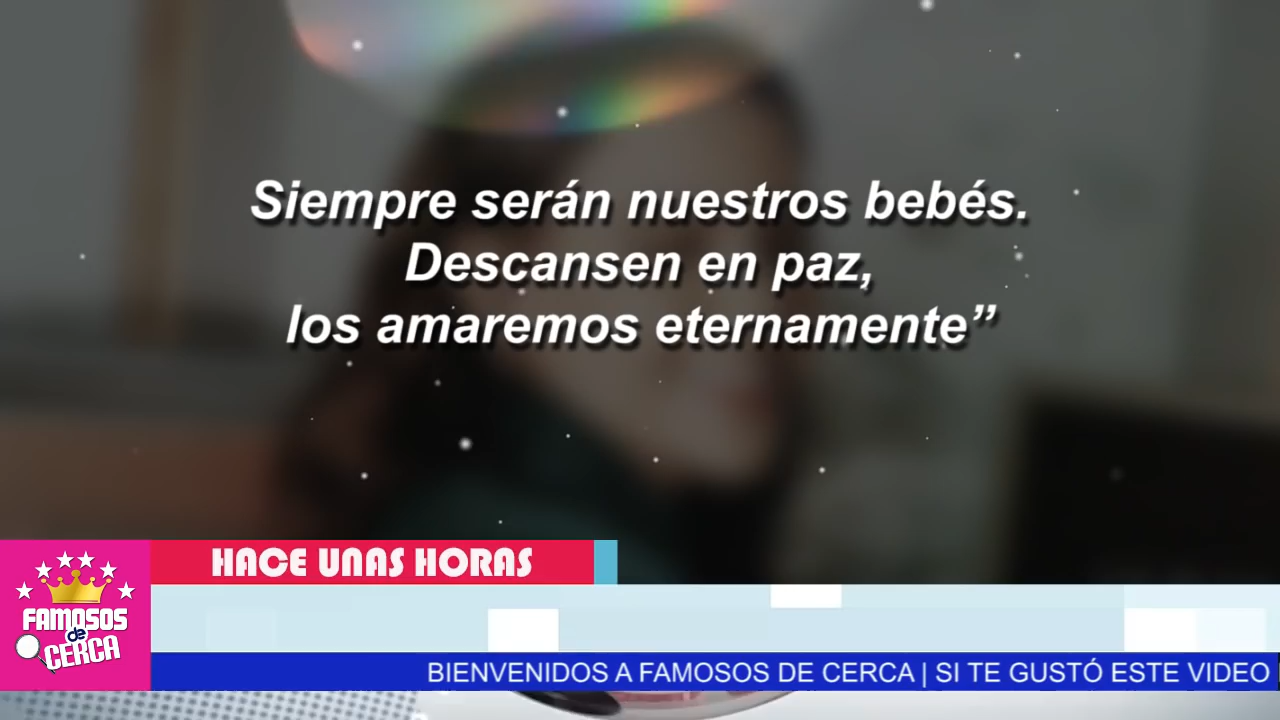 Siempre serán nuestros bebés.
Descansen en paz,
los amaremos eternamente”
HACE UNAS HORAS
FAMOSOS
de
CERCA
BIENVENIDOS A FAMOSOS DE CERCA | SI TE GUSTÓ ESTE VIDEO